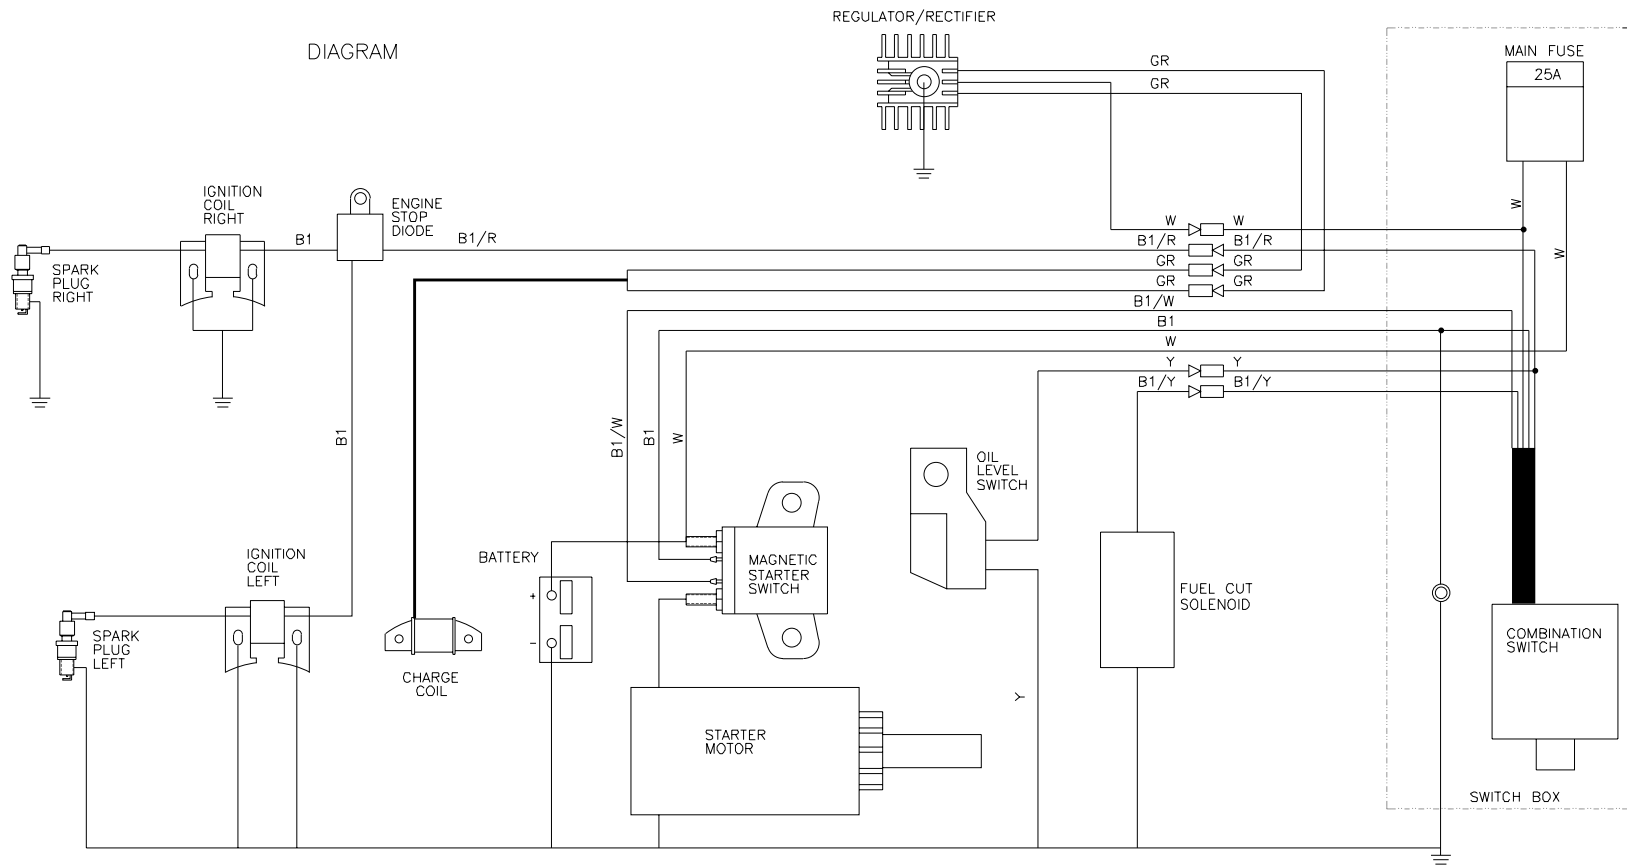 REGULATOR/RECTIFIER
DIAGRAM
MAIN FUSE
25A
GR
GR
IGNITION
COIL
RIGHT
ENGINE
STOP
DIODE
W
W
W
W
B1
B1/R
B1/R
B1/R
SPARK
PLUG
RIGHT
GR
GR
GR
GR
B1/W
B1
W
Y
Y
B1/Y
B1/Y
B1
B1/W
B1
W
OIL
LEVEL
SWITCH
IGNITION
COIL
LEFT
BATTERY
+
-
MAGNETIC
STARTER
SWITCH
FUEL CUT
SOLENOID
SPARK
PLUG
LEFT
COMBINATION
SWITCH
CHARGE
COIL
Y
STARTER
MOTOR
SWITCH BOX